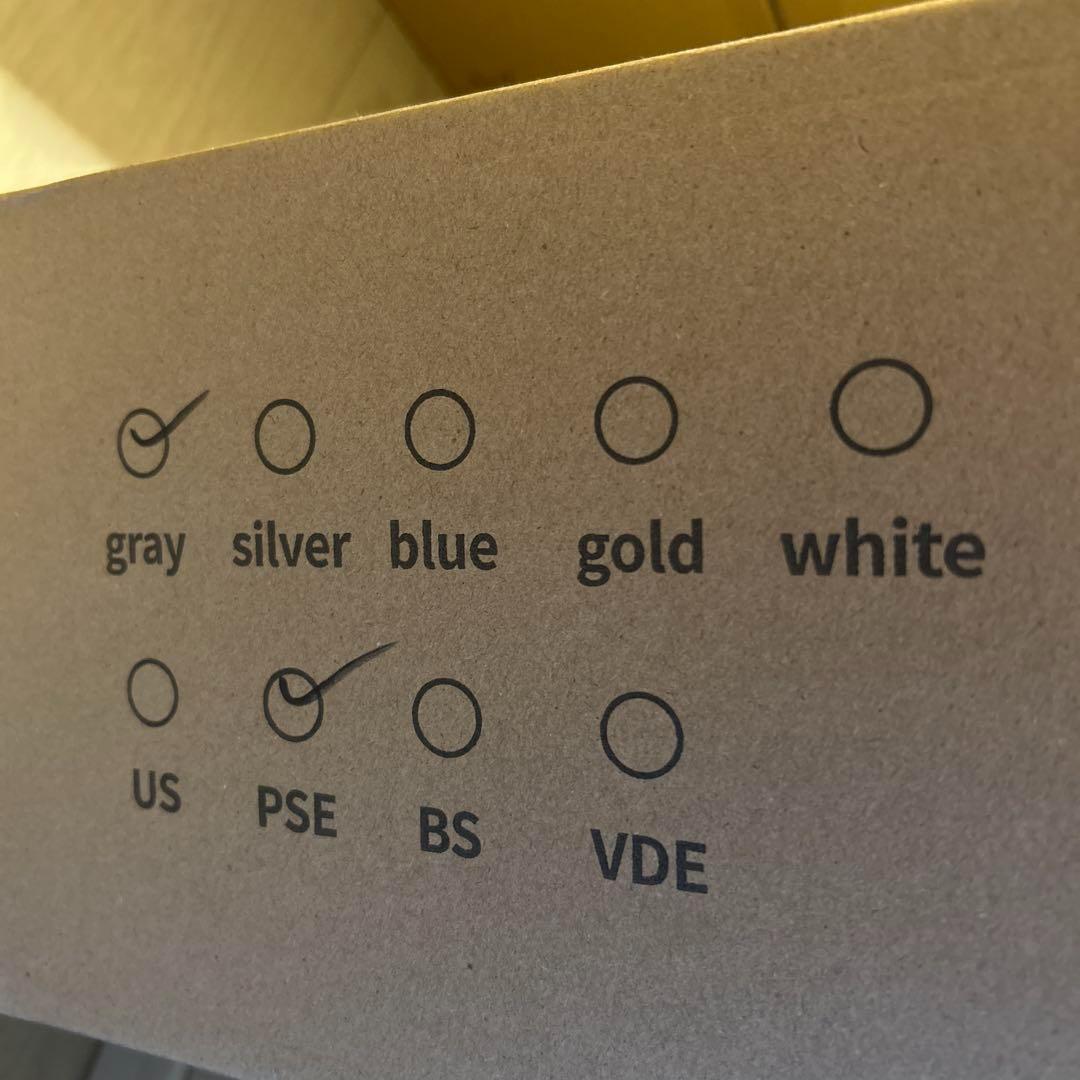 gray silver blue gold white
US PSE BS VDE